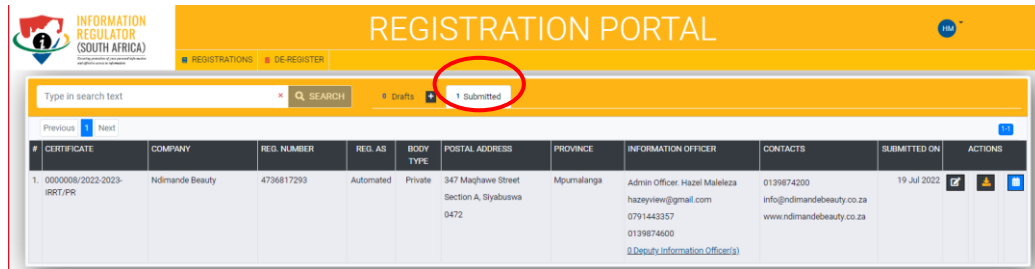 INFORMATION
REGULATOR
(SOUTH AFRICA)
REGISTRATION PORTAL
HM
REGISTRATIONS DE-REGISTER
Type in search text × SEARCH 0 Drafts + 1 Submitted
Previous 1 Next 1-1
# CERTIFICATE COMPANY REG. NUMBER REG. AS BODY TYPE POSTAL ADDRESS PROVINCE INFORMATION OFFICER CONTACTS SUBMITTED ON ACTIONS
1. 0000008/2022-2023-IRRT/PR Ndimande Beauty 4736817293 Automated Private 347 Maqhawe Street Mpumalanga Admin Officer. Hazel Maleleza 0139874200 19 Jul 2022
Section A, Siyabuswa hazeyview@gmail.com info@ndimandebeauty.co.za
0472 0791443357 www.ndimandebeauty.co.za
0139874600
0 Deputy Information Officer(s)